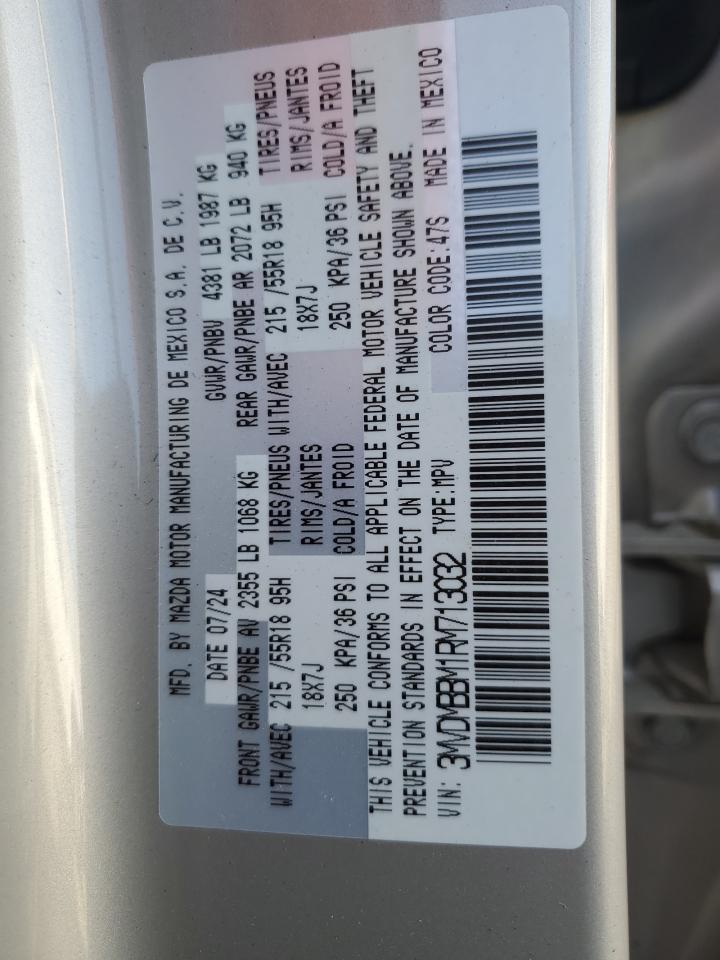 MFD. BY MAZDA MOTOR MANUFACTURING DE MEXICO S.A. DE C.V.
DATE 07/24 GVWR/PNBV 4381 LB 1987 KG
FRONT GAWR/PNBE AV 2355 LB 1068 KG REAR GAWR/PNBE AR 2072 LB 940 KG
WITH/AVEC 215 /55R18 95H TIRES/PNEUS WITH/AVEC 215 /55R18 95H TIRES/PNEUS
18X7J RIMS/JANTES 18X7J RIMS/JANTES
250 KPA/36 PSI COLD/A FROID 250 KPA/36 PSI COLD/A FROID
THIS VEHICLE CONFORMS TO ALL APPLICABLE FEDERAL MOTOR VEHICLE SAFETY AND THEFT
PREVENTION STANDARDS IN EFFECT ON THE DATE OF MANUFACTURE SHOWN ABOVE.
VIN: 3MVDMBBM1RM713032 TYPE:MPV COLOR CODE:47S MADE IN MEXICO